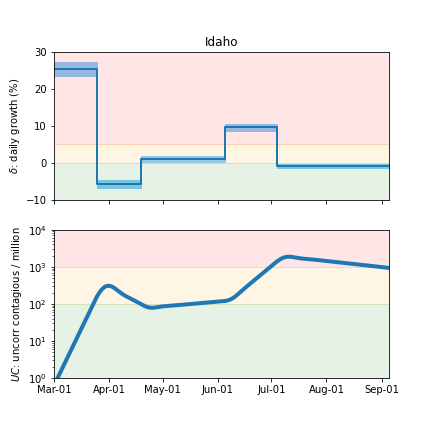 Idaho
δ: daily growth (%)
30
20
10
0
−10
UC: uncorr contagious / million
10⁴
10³
10²
10¹
10⁰
Mar-01 Apr-01 May-01 Jun-01 Jul-01 Aug-01 Sep-01